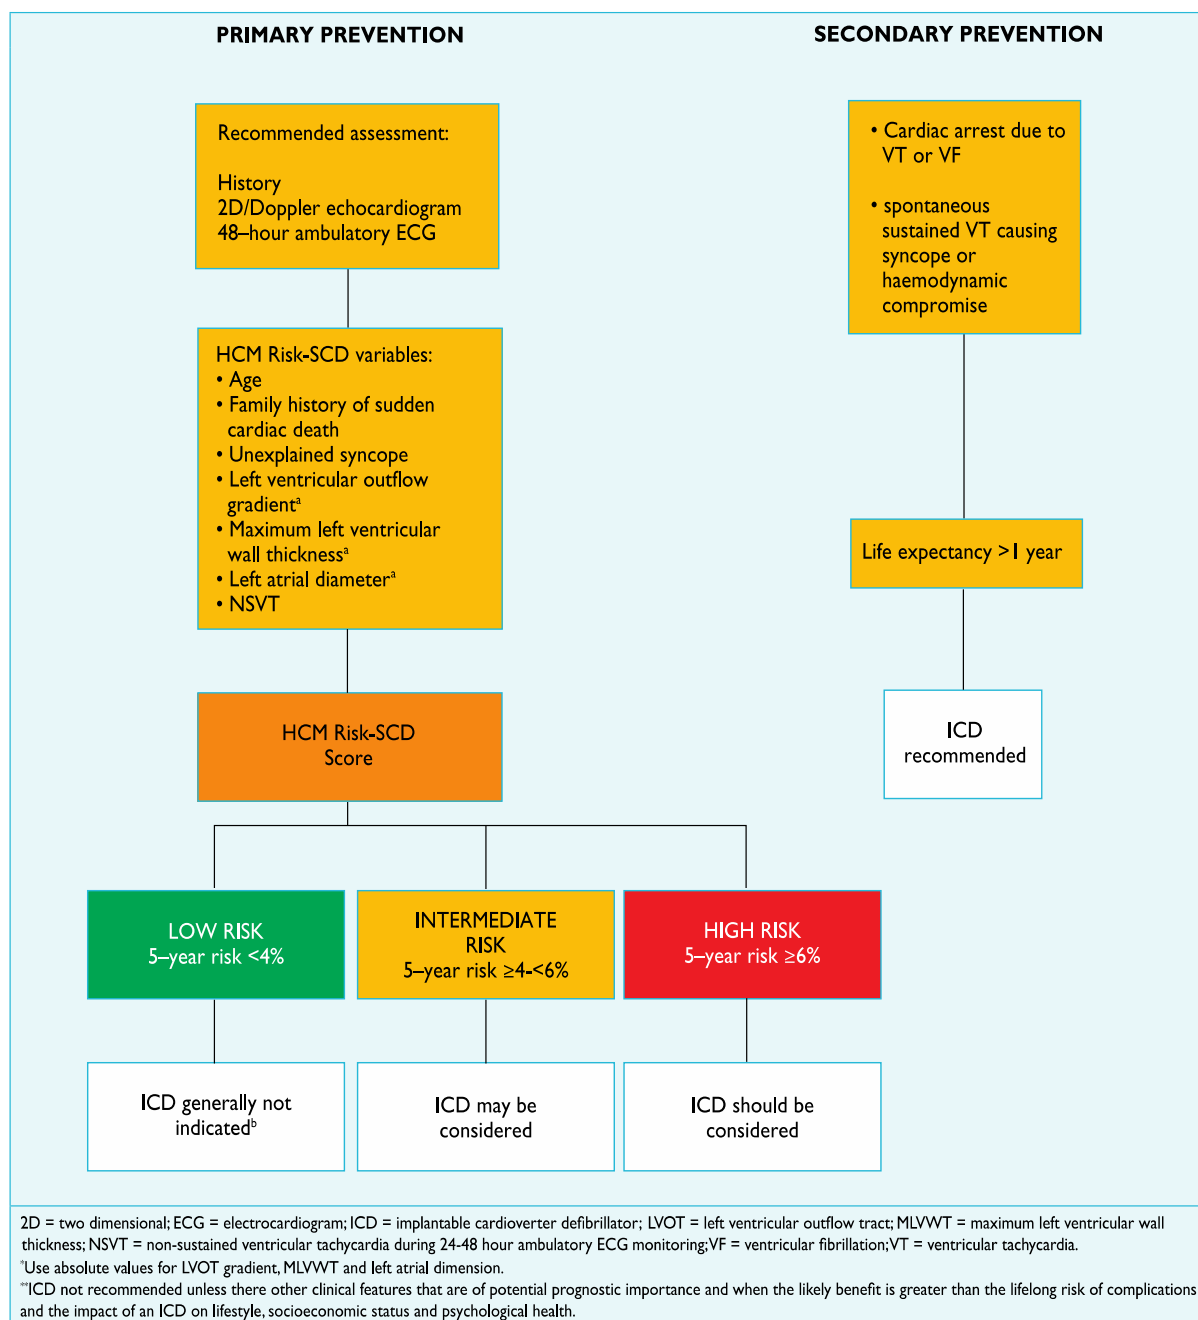 PRIMARY PREVENTION
SECONDARY PREVENTION
Recommended assessment:
History
2D/Doppler echocardiogram
48–hour ambulatory ECG
HCM Risk-SCD variables:
• Age
• Family history of sudden
cardiac death
• Unexplained syncope
• Left ventricular outflow
gradientᵃ
• Maximum left ventricular
wall thicknessᵃ
• Left atrial diameterᵃ
• NSVT
HCM Risk-SCD
Score
LOW RISK
5–year risk <4%
INTERMEDIATE
RISK
5–year risk ≥4-<6%
HIGH RISK
5–year risk ≥6%
ICD generally not
indicatedᵇ
ICD may be
considered
ICD should be
considered
• Cardiac arrest due to
VT or VF
• spontaneous
sustained VT causing
syncope or
haemodynamic
compromise
Life expectancy >1 year
ICD
recommended
2D = two dimensional; ECG = electrocardiogram; ICD = implantable cardioverter defibrillator; LVOT = left ventricular outflow tract; MLVWT = maximum left ventricular wall
thickness; NSVT = non-sustained ventricular tachycardia during 24-48 hour ambulatory ECG monitoring; VF = ventricular fibrillation; VT = ventricular tachycardia.
*Use absolute values for LVOT gradient, MLVWT and left atrial dimension.
**ICD not recommended unless there other clinical features that are of potential prognostic importance and when the likely benefit is greater than the lifelong risk of complications
and the impact of an ICD on lifestyle, socioeconomic status and psychological health.